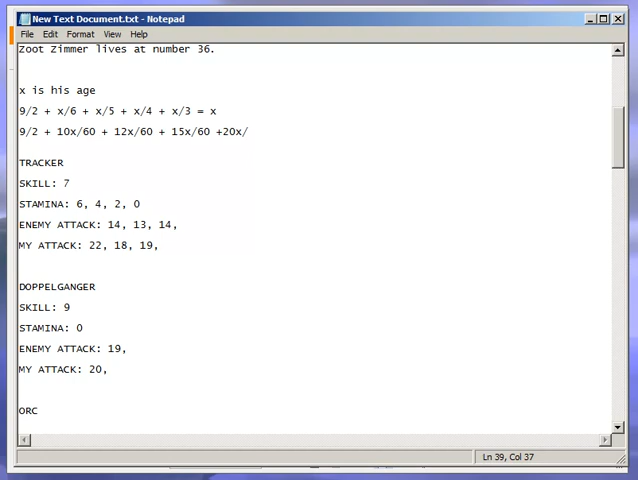 New Text Document.txt - Notepad
File Edit Format View Help
Zoot Zimmer lives at number 36.
x is his age
9/2 + x/6 + x/5 + x/4 + x/3 = x
9/2 + 10x/60 + 12x/60 + 15x/60 +20x/
TRACKER
SKILL: 7
STAMINA: 6, 4, 2, 0
ENEMY ATTACK: 14, 13, 14,
MY ATTACK: 22, 18, 19,
DOPPELGANGER
SKILL: 9
STAMINA: 0
ENEMY ATTACK: 19,
MY ATTACK: 20,
ORC
Ln 39, Col 37